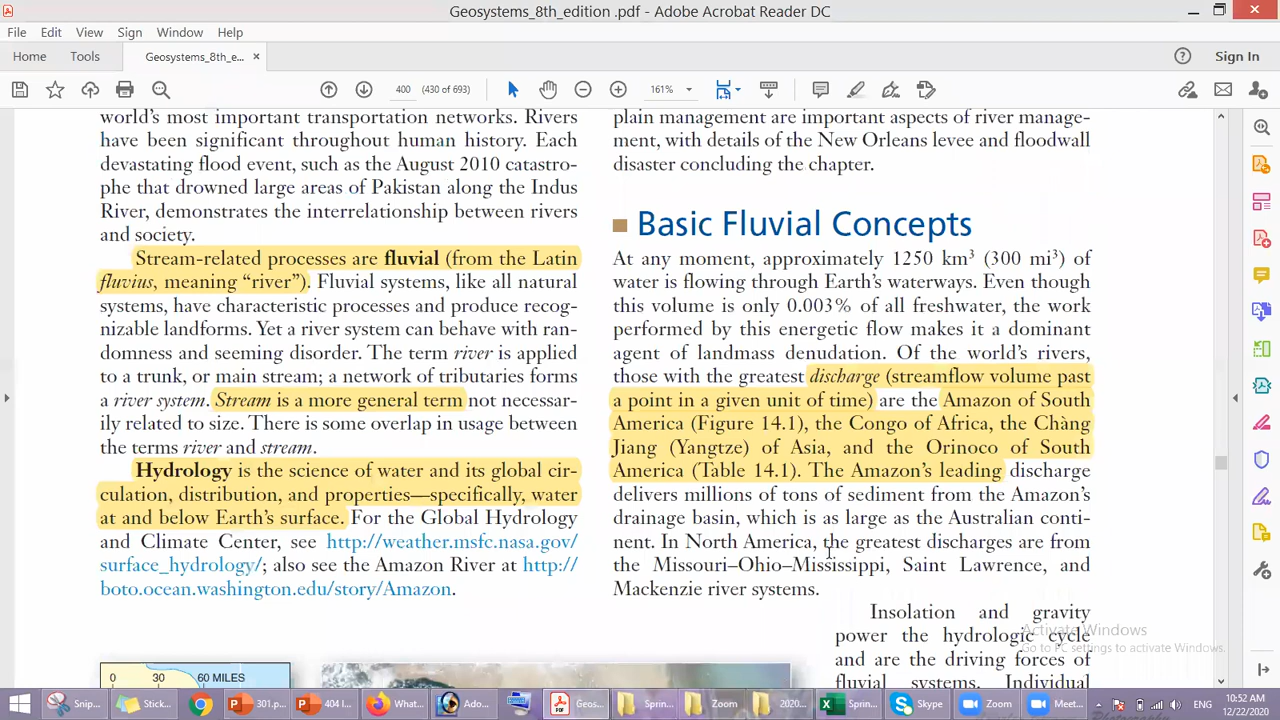 Geosystems_8th_edition .pdf - Adobe Acrobat Reader DC
File Edit View Sign Window Help
Home Tools Geosystems_8th_e... × Sign In
400 (430 of 693) 161%
world's most important transportation networks. Rivers
have been significant throughout human history. Each
devastating flood event, such as the August 2010 catastro-
phe that drowned large areas of Pakistan along the Indus
River, demonstrates the interrelationship between rivers
and society.
Stream-related processes are fluvial (from the Latin
fluvius, meaning “river”). Fluvial systems, like all natural
systems, have characteristic processes and produce recog-
nizable landforms. Yet a river system can behave with ran-
domness and seeming disorder. The term river is applied
to a trunk, or main stream; a network of tributaries forms
a river system. Stream is a more general term not necessar-
ily related to size. There is some overlap in usage between
the terms river and stream.
Hydrology is the science of water and its global cir-
culation, distribution, and properties—specifically, water
at and below Earth's surface. For the Global Hydrology
and Climate Center, see http://weather.msfc.nasa.gov/
surface_hydrology/; also see the Amazon River at http://
boto.ocean.washington.edu/story/Amazon.
0 30 60 MILES
plain management are important aspects of river manage-
ment, with details of the New Orleans levee and floodwall
disaster concluding the chapter.
Basic Fluvial Concepts
At any moment, approximately 1250 km³ (300 mi³) of
water is flowing through Earth's waterways. Even though
this volume is only 0.003% of all freshwater, the work
performed by this energetic flow makes it a dominant
agent of landmass denudation. Of the world's rivers,
those with the greatest discharge (streamflow volume past
a point in a given unit of time) are the Amazon of South
America (Figure 14.1), the Congo of Africa, the Chàng
Jiang (Yangtze) of Asia, and the Orinoco of South
America (Table 14.1). The Amazon's leading discharge
delivers millions of tons of sediment from the Amazon's
drainage basin, which is as large as the Australian conti-
nent. In North America, the greatest discharges are from
the Missouri–Ohio–Mississippi, Saint Lawrence, and
Mackenzie river systems.
Insolation and gravity
power the hydrologic cycle
and are the driving forces of
fluvial systems. Individual
Activate Windows
Go to PC settings to activate Windows.
Snip... Stick... 301.p... 404 l... What... Ado... Geos... Sprin... Zoom 2020... Sprin... Skype Zoom Meet... 10:52 AM
12/22/2020